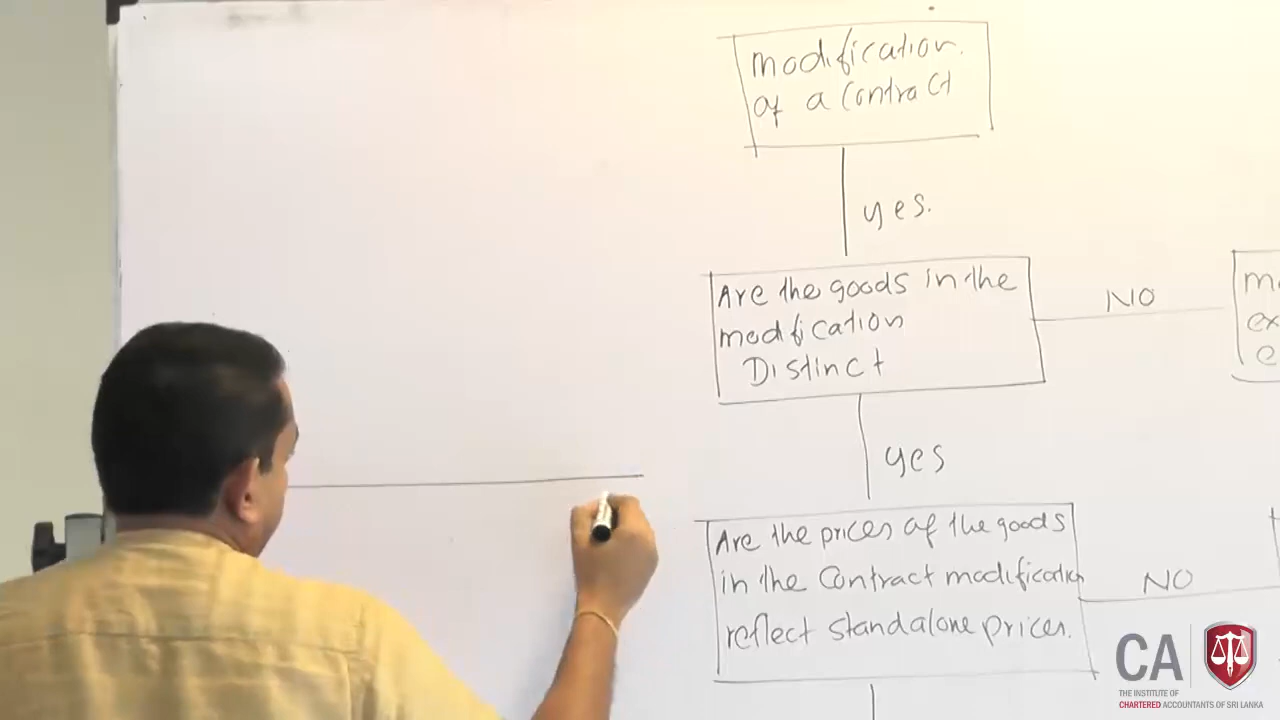 modification.
of a contract
yes.
Are the goods in the
modification
Distinct
NO
yes
Are the prices of the goods
in the Contract modification
reflect standalone prices.
NO
CA
THE INSTITUTE OF
CHARTERED ACCOUNTANTS OF SRI LANKA